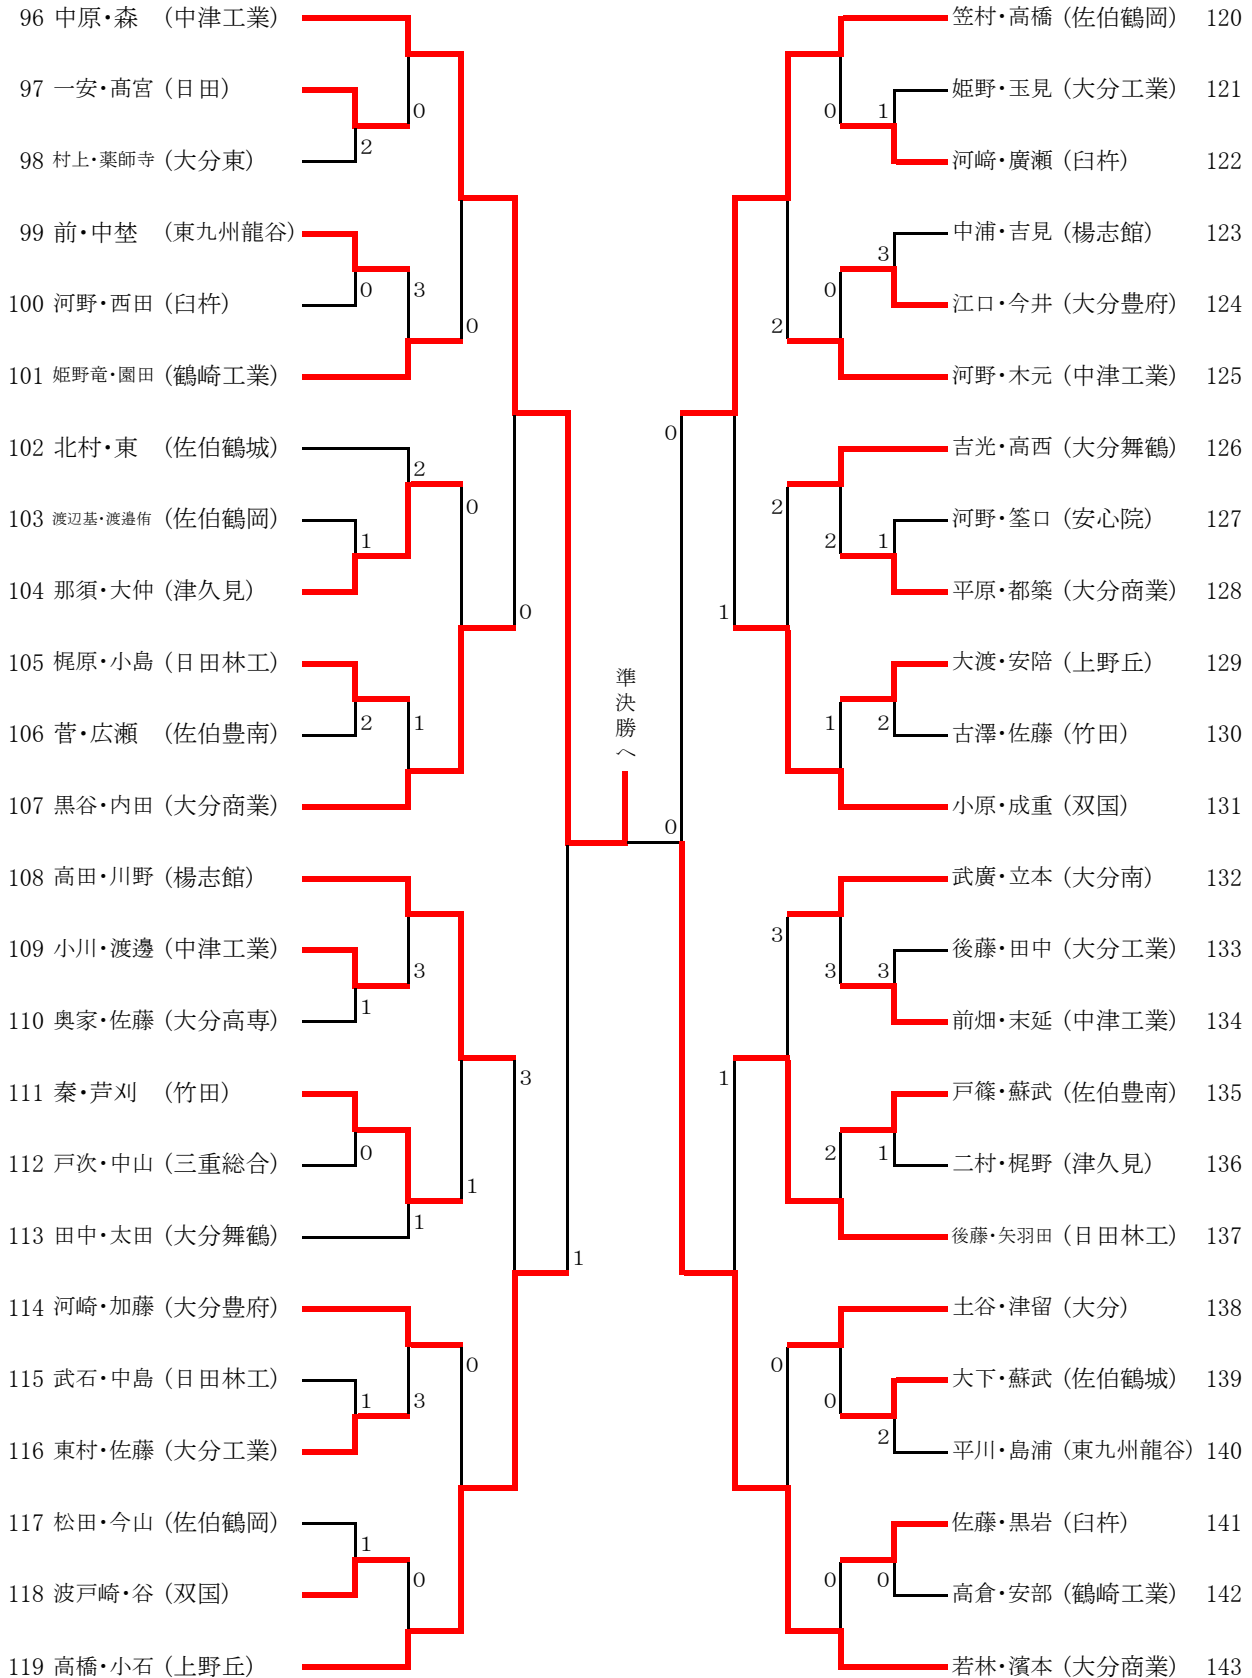 96 中原・森 (中津工業)
97 一安・髙宮 (日田)
98 村上・薬師寺 (大分東)
99 前・中埜 (東九州龍谷)
100 河野・西田 (臼杵)
101 姫野竜・園田 (鶴崎工業)
102 北村・東 (佐伯鶴城)
103 渡辺基・渡邉侑 (佐伯鶴岡)
104 那須・大仲 (津久見)
105 梶原・小島 (日田林工)
106 菅・広瀬 (佐伯豊南)
107 黒谷・内田 (大分商業)
108 高田・川野 (楊志館)
109 小川・渡邊 (中津工業)
110 奥家・佐藤 (大分高専)
111 秦・芦刈 (竹田)
112 戸次・中山 (三重総合)
113 田中・太田 (大分舞鶴)
114 河崎・加藤 (大分豊府)
115 武石・中島 (日田林工)
116 東村・佐藤 (大分工業)
117 松田・今山 (佐伯鶴岡)
118 波戸崎・谷 (双国)
119 高橋・小石 (上野丘)
0
2
0
3
0
2
0
1
0
2
1
3
1
3
0
1
1
1
0
1
3
1
0
準決勝へ
0
0
笠村・高橋 (佐伯鶴岡) 120
姫野・玉見 (大分工業) 121
河﨑・廣瀬 (臼杵) 122
中浦・吉見 (楊志館) 123
江口・今井 (大分豊府) 124
河野・木元 (中津工業) 125
吉光・高西 (大分舞鶴) 126
河野・筌口 (安心院) 127
平原・都築 (大分商業) 128
大渡・安陪 (上野丘) 129
古澤・佐藤 (竹田) 130
小原・成重 (双国) 131
武廣・立本 (大分南) 132
後藤・田中 (大分工業) 133
前畑・末延 (中津工業) 134
戸篠・蘇武 (佐伯豊南) 135
二村・梶野 (津久見) 136
後藤・矢羽田 (日田林工) 137
土谷・津留 (大分) 138
大下・蘇武 (佐伯鶴城) 139
平川・島浦 (東九州龍谷) 140
佐藤・黒岩 (臼杵) 141
高倉・安部 (鶴崎工業) 142
若林・濱本 (大分商業) 143
0
1
3
0
2
2
2
1
1
1
2
3
3
3
1
2
1
0
0
2
0
0